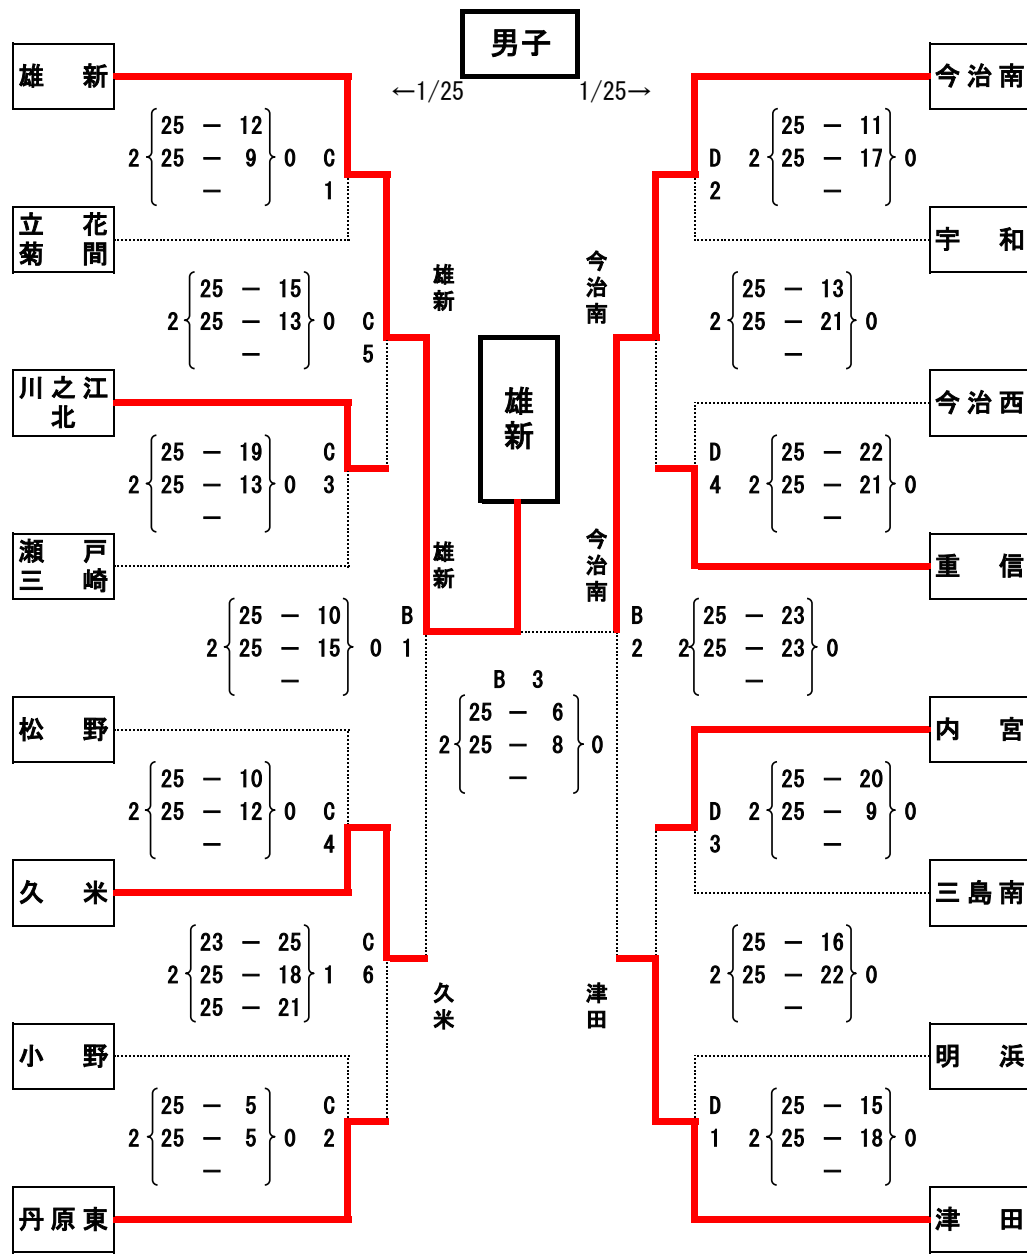 男子
←1/25 1/25→
雄 新
25 － 12
2 25 － 9 0 C
－ 1
立 花
菊 間
25 － 15
2 25 － 13 0 C
－ 5
川之江
北
25 － 19 C
2 25 － 13 0 3
－
瀬 戸
三 崎
25 － 10 B
2 25 － 15 0 1
－
松 野
25 － 10
2 25 － 12 0 C
－ 4
久 米
23 － 25 C
2 25 － 18 1 6
25 － 21
小 野
25 － 5 C
2 25 － 5 0 2
－
丹原東
雄新
雄新
久米
雄新
B 3
25 － 6
2 25 － 8 0
－
今治南
今治南
津田
今治南
25 － 11
D 2 25 － 17 0
2 －
宇 和
25 － 13
2 25 － 21 0
－
今治西
D 25 － 22
4 2 25 － 21 0
－
重 信
B 25 － 23
2 2 25 － 23 0
－
内 宮
25 － 20
D 2 25 － 9 0
3 －
三島南
25 － 16
2 25 － 22 0
－
明 浜
D 25 － 15
1 2 25 － 18 0
－
津 田